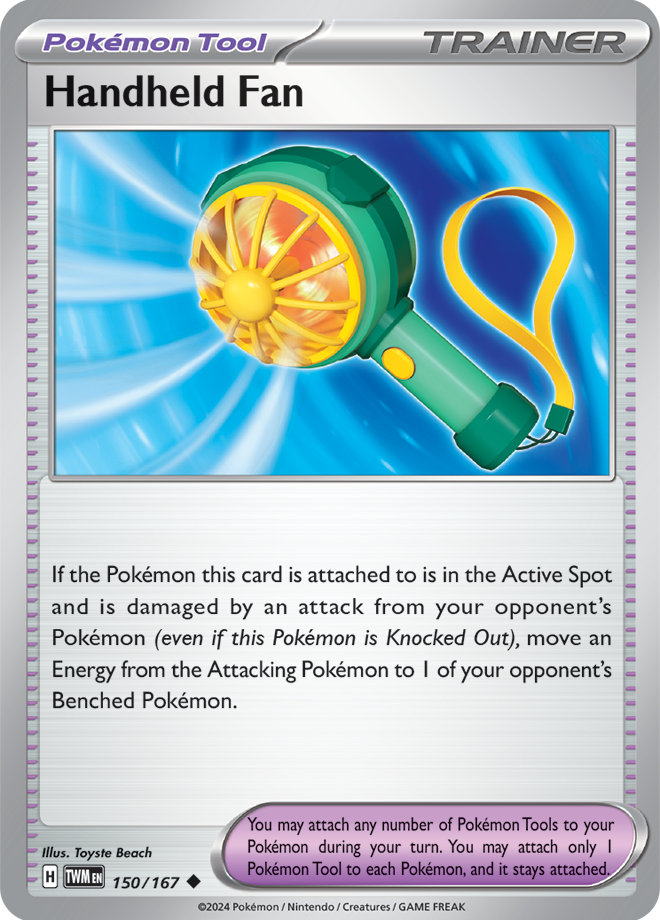 Pokémon Tool
TRAINER
Handheld Fan
If the Pokémon this card is attached to is in the Active Spot
and is damaged by an attack from your opponent's
Pokémon (even if this Pokémon is Knocked Out), move an
Energy from the Attacking Pokémon to 1 of your opponent's
Benched Pokémon.
You may attach any number of Pokémon Tools to your
Pokémon during your turn. You may attach only 1
Pokémon Tool to each Pokémon, and it stays attached.
Illus. Toyste Beach
H TWM EN 150/167 ◆
©2024 Pokémon / Nintendo / Creatures / GAME FREAK